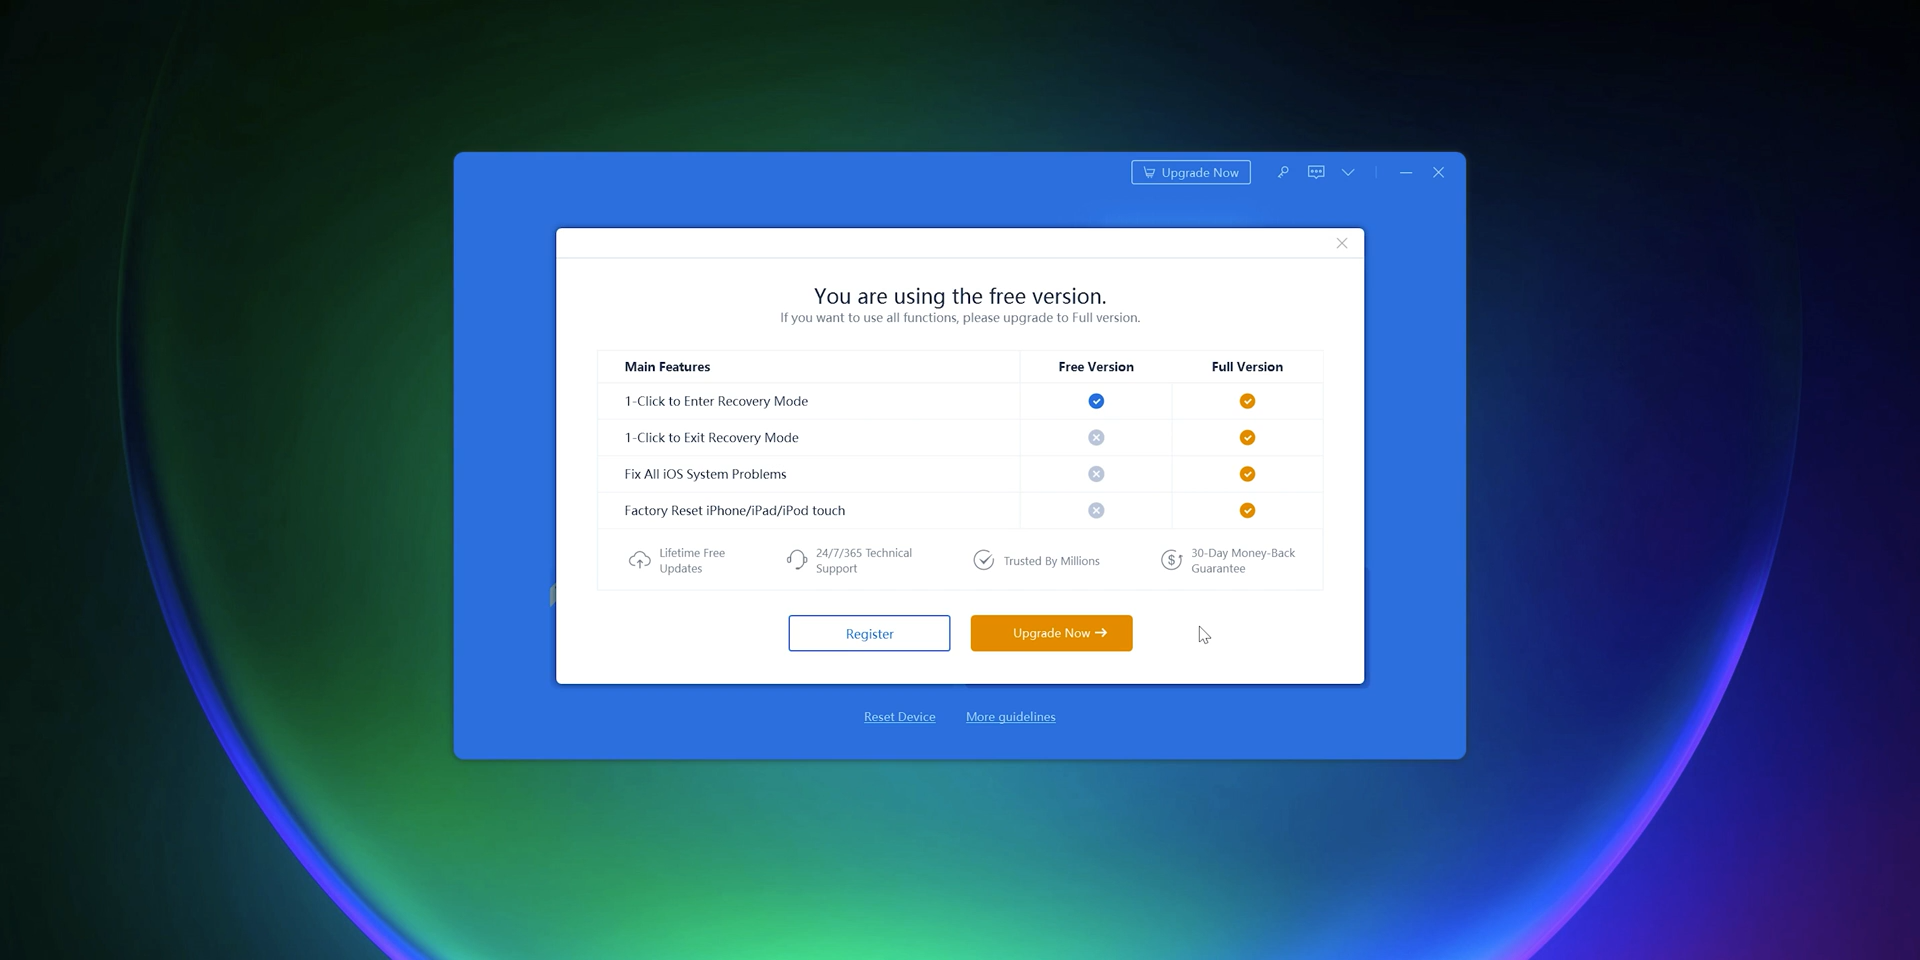 Upgrade Now
You are using the free version.
If you want to use all functions, please upgrade to Full version.
Main Features Free Version Full Version
1-Click to Enter Recovery Mode
1-Click to Exit Recovery Mode
Fix All iOS System Problems
Factory Reset iPhone/iPad/iPod touch
Lifetime Free
Updates
24/7/365 Technical
Support
Trusted By Millions
30-Day Money-Back
Guarantee
Register
Upgrade Now
Reset Device
More guidelines